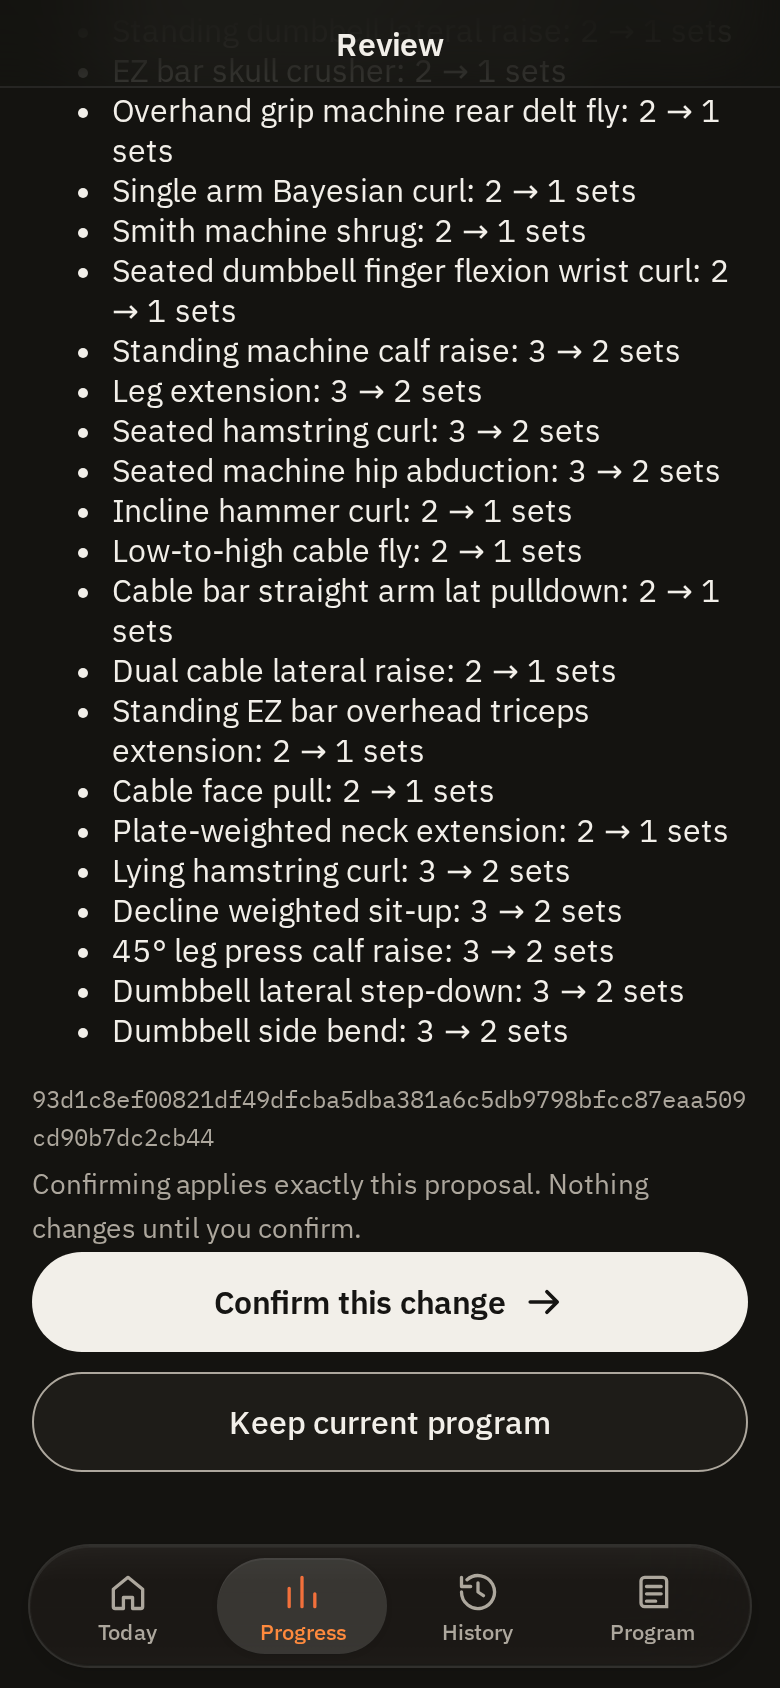 Standing dumbbell lateral raise: 2 → 1 sets
Review
EZ bar skull crusher: 2 → 1 sets
• Overhand grip machine rear delt fly: 2 → 1
sets
• Single arm Bayesian curl: 2 → 1 sets
• Smith machine shrug: 2 → 1 sets
• Seated dumbbell finger flexion wrist curl: 2
→ 1 sets
• Standing machine calf raise: 3 → 2 sets
• Leg extension: 3 → 2 sets
• Seated hamstring curl: 3 → 2 sets
• Seated machine hip abduction: 3 → 2 sets
• Incline hammer curl: 2 → 1 sets
• Low-to-high cable fly: 2 → 1 sets
• Cable bar straight arm lat pulldown: 2 → 1
sets
• Dual cable lateral raise: 2 → 1 sets
• Standing EZ bar overhead triceps
extension: 2 → 1 sets
• Cable face pull: 2 → 1 sets
• Plate-weighted neck extension: 2 → 1 sets
• Lying hamstring curl: 3 → 2 sets
• Decline weighted sit-up: 3 → 2 sets
• 45° leg press calf raise: 3 → 2 sets
• Dumbbell lateral step-down: 3 → 2 sets
• Dumbbell side bend: 3 → 2 sets
93d1c8ef00821df49dfcba5dba381a6c5db9798bfcc87eaa509
cd90b7dc2cb44
Confirming applies exactly this proposal. Nothing
changes until you confirm.
Confirm this change →
Keep current program
Today
Progress
History
Program